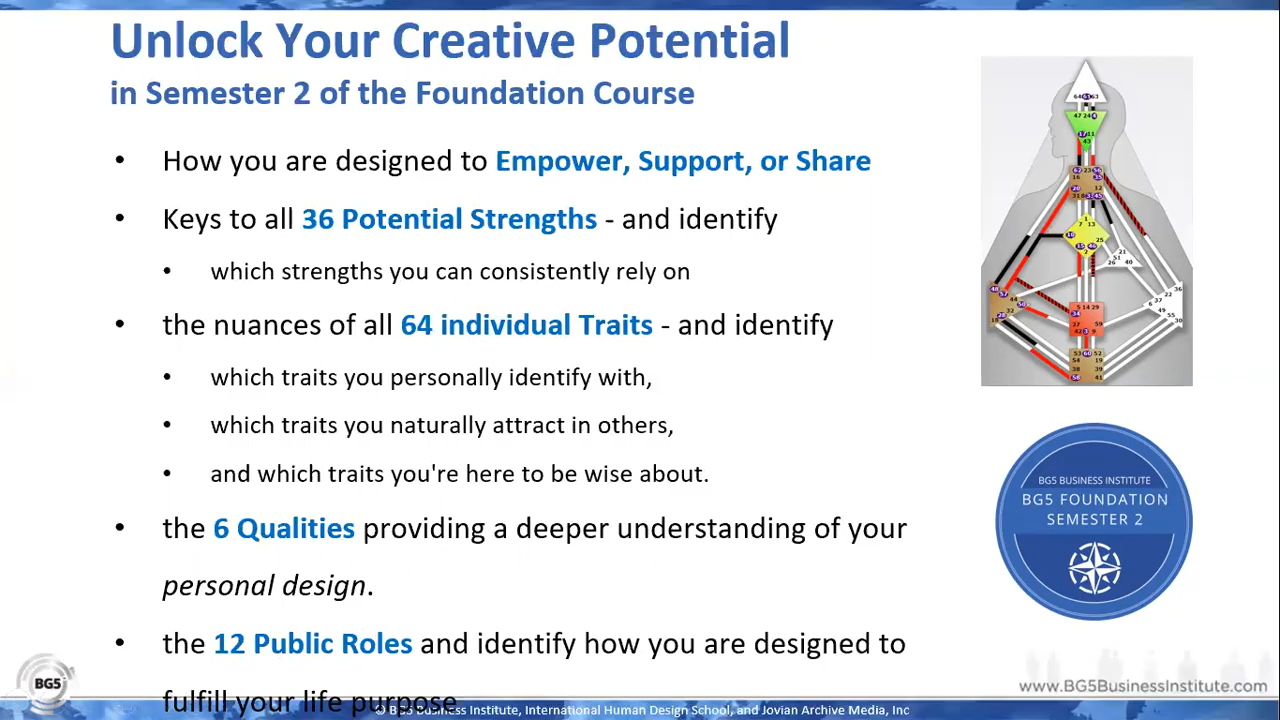 Unlock Your Creative Potential
in Semester 2 of the Foundation Course
• How you are designed to Empower, Support, or Share
• Keys to all 36 Potential Strengths - and identify
• which strengths you can consistently rely on
• the nuances of all 64 individual Traits - and identify
• which traits you personally identify with,
• which traits you naturally attract in others,
• and which traits you're here to be wise about.
• the 6 Qualities providing a deeper understanding of your
personal design.
• the 12 Public Roles and identify how you are designed to
fulfill your life purpose
BG5 BUSINESS INSTITUTE
BG5 FOUNDATION
SEMESTER 2
BG5
www.BG5BusinessInstitute.com
© BG5 Business Institute, International Human Design School, and Jovian Archive Media, Inc